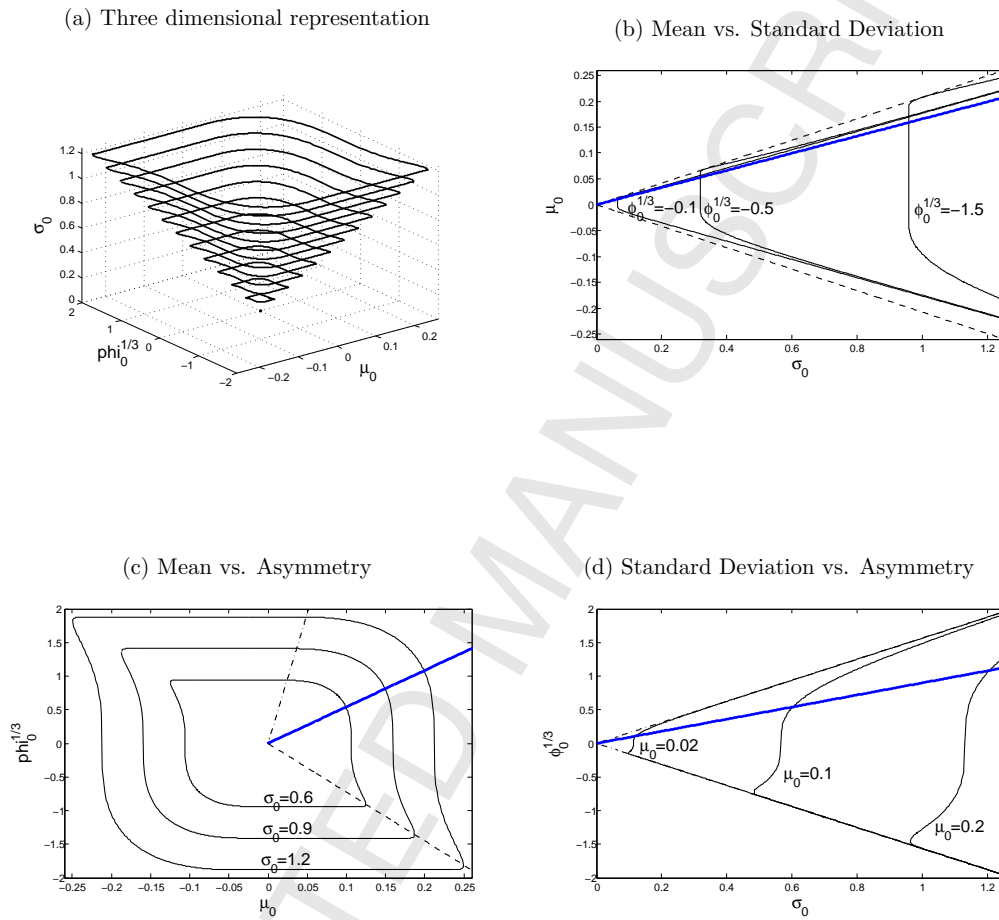 (a) Three dimensional representation
1.2
1
0.8
0.6
0.4
0.2
0
σ0
2
1
0
−1
−2
phi0^1/3
−0.2
−0.1
0
0.1
0.2
μ0
(b) Mean vs. Standard Deviation
0.25
0.2
0.15
0.1
0.05
0
−0.05
−0.1
−0.15
−0.2
−0.25
μ0
ϕ0^1/3=−0.1
ϕ0^1/3=−0.5
ϕ0^1/3=−1.5
0 0.2 0.4 0.6 0.8 1 1.2
σ0
(c) Mean vs. Asymmetry
2
1.5
1
0.5
0
−0.5
−1
−1.5
−2
phi0^1/3
σ0=0.6
σ0=0.9
σ0=1.2
−0.25 −0.2 −0.15 −0.1 −0.05 0 0.05 0.1 0.15 0.2 0.25
μ0
(d) Standard Deviation vs. Asymmetry
2
1.5
1
0.5
0
−0.5
−1
−1.5
−2
ϕ0^1/3
μ0=0.02
μ0=0.1
μ0=0.2
0 0.2 0.4 0.6 0.8 1 1.2
σ0
TED MANUSCRI